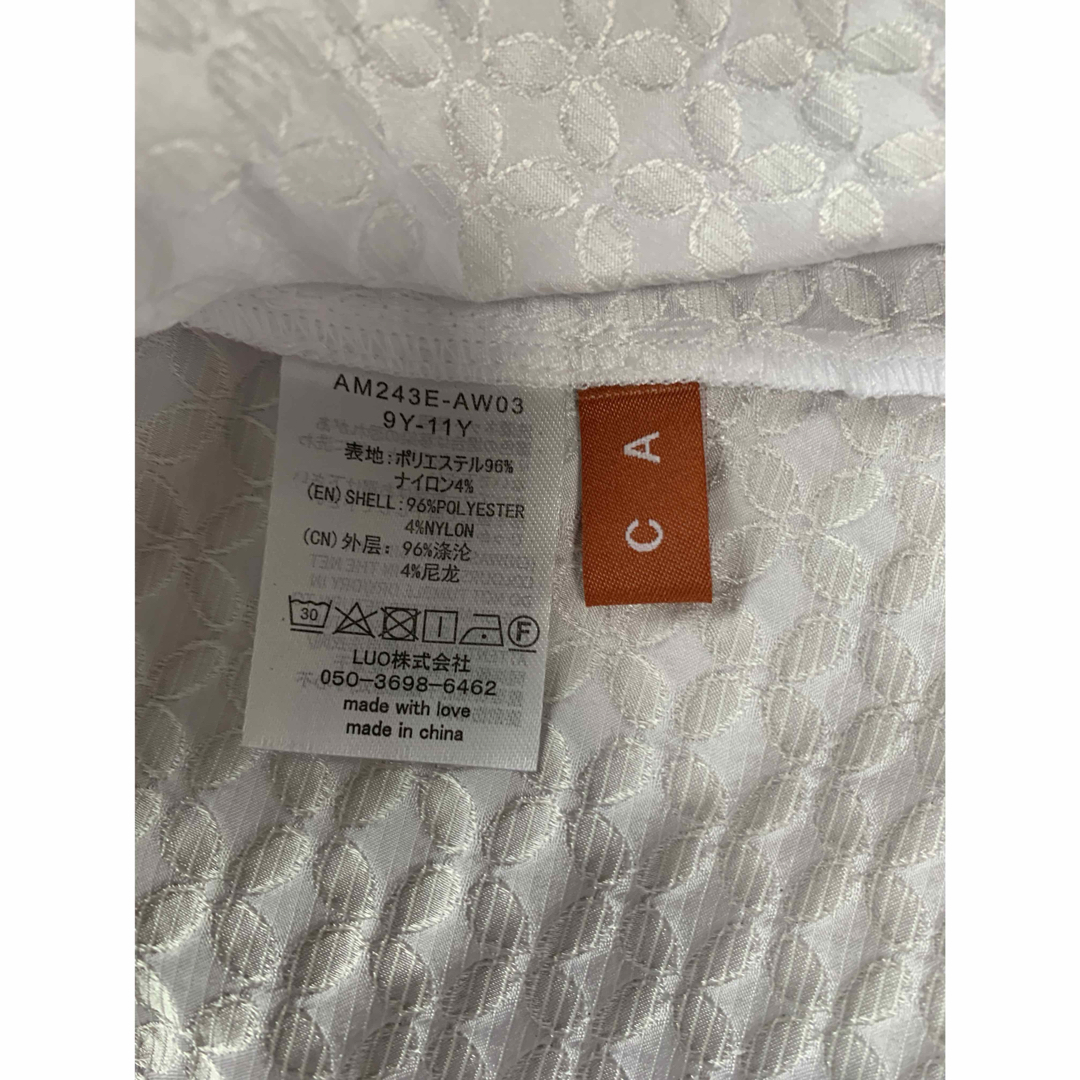 AM243E-AW03
9Y-11Y
表地:ポリエステル96%
ナイロン4%
(EN)SHELL:96%POLYESTER
4%NYLON
(CN)外层:96%涤沦
4%尼龙
30
F
LUO株式会社
050-3698-6462
made with love
made in china
C A